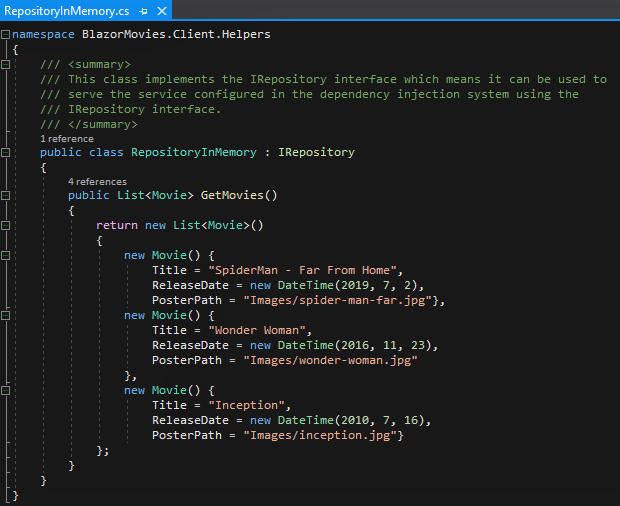 RepositoryInMemory.cs
namespace BlazorMovies.Client.Helpers
{
/// <summary>
/// This class implements the IRepository interface which means it can be used to
/// serve the service configured in the dependency injection system using the
/// IRepository interface.
/// </summary>
1 reference
public class RepositoryInMemory : IRepository
{
4 references
public List<Movie> GetMovies()
{
return new List<Movie>()
{
new Movie() {
Title = "SpiderMan - Far From Home",
ReleaseDate = new DateTime(2019, 7, 2),
PosterPath = "Images/spider-man-far.jpg"},
new Movie() {
Title = "Wonder Woman",
ReleaseDate = new DateTime(2016, 11, 23),
PosterPath = "Images/wonder-woman.jpg"
},
new Movie() {
Title = "Inception",
ReleaseDate = new DateTime(2010, 7, 16),
PosterPath = "Images/inception.jpg"}
};
}
}
}